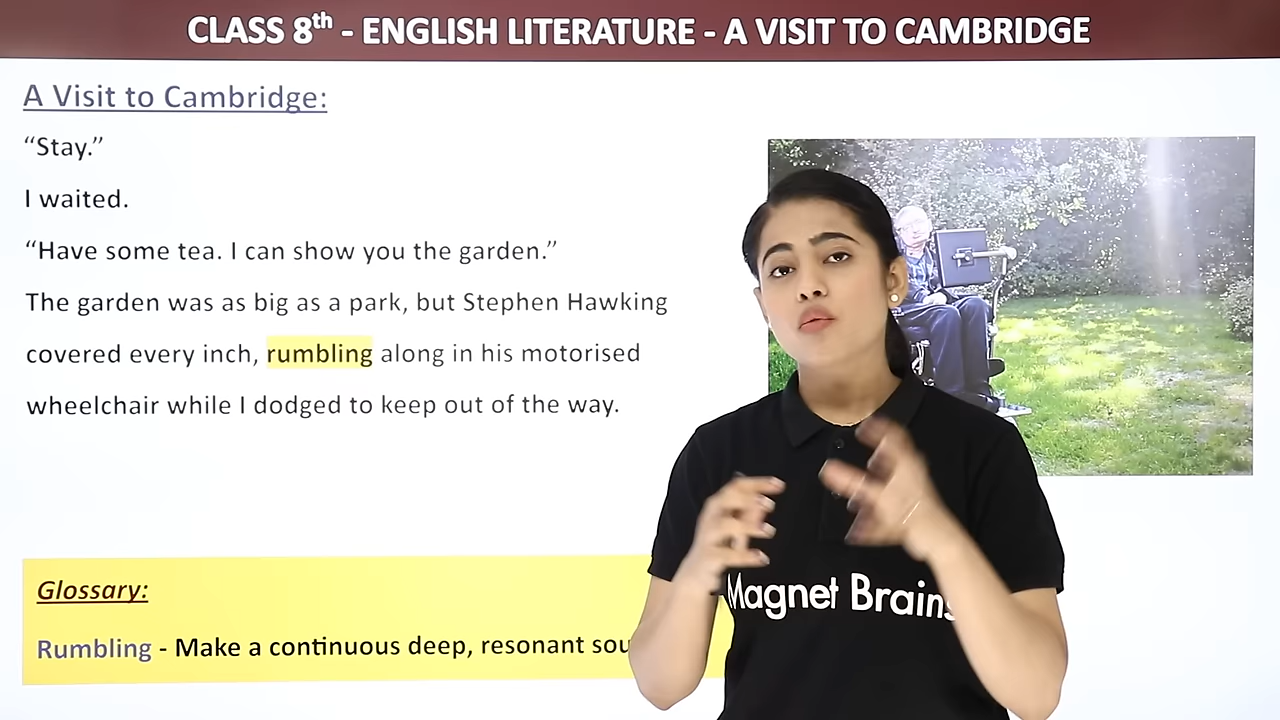 CLASS 8th - ENGLISH LITERATURE - A VISIT TO CAMBRIDGE
A Visit to Cambridge:
“Stay.”
I waited.
“Have some tea. I can show you the garden.”
The garden was as big as a park, but Stephen Hawking
covered every inch, rumbling along in his motorised
wheelchair while I dodged to keep out of the way.
Glossary:
Rumbling - Make a continuous deep, resonant
Magnet Brains